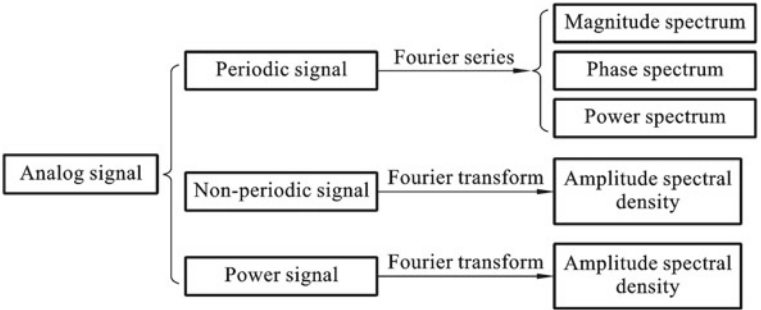 Analog signal
Periodic signal
Fourier series
Magnitude spectrum
Phase spectrum
Power spectrum
Non-periodic signal
Fourier transform
Amplitude spectral
density
Power signal
Fourier transform
Amplitude spectral
density